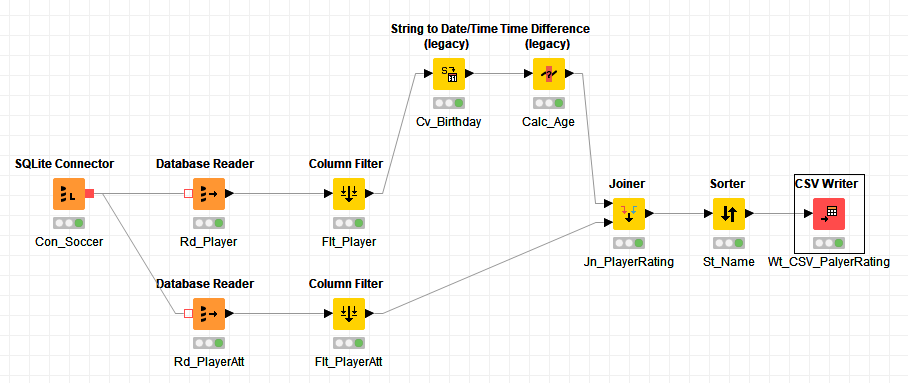 String to Date/Time Time Difference
(legacy) (legacy)
S
Cv_Birthday Calc_Age
SQLite Connector Database Reader Column Filter
Joiner Sorter CSV Writer
Con_Soccer Rd_Player Flt_Player
Jn_PlayerRating St_Name Wt_CSV_PalyerRating
Database Reader Column Filter
Rd_PlayerAtt Flt_PlayerAtt